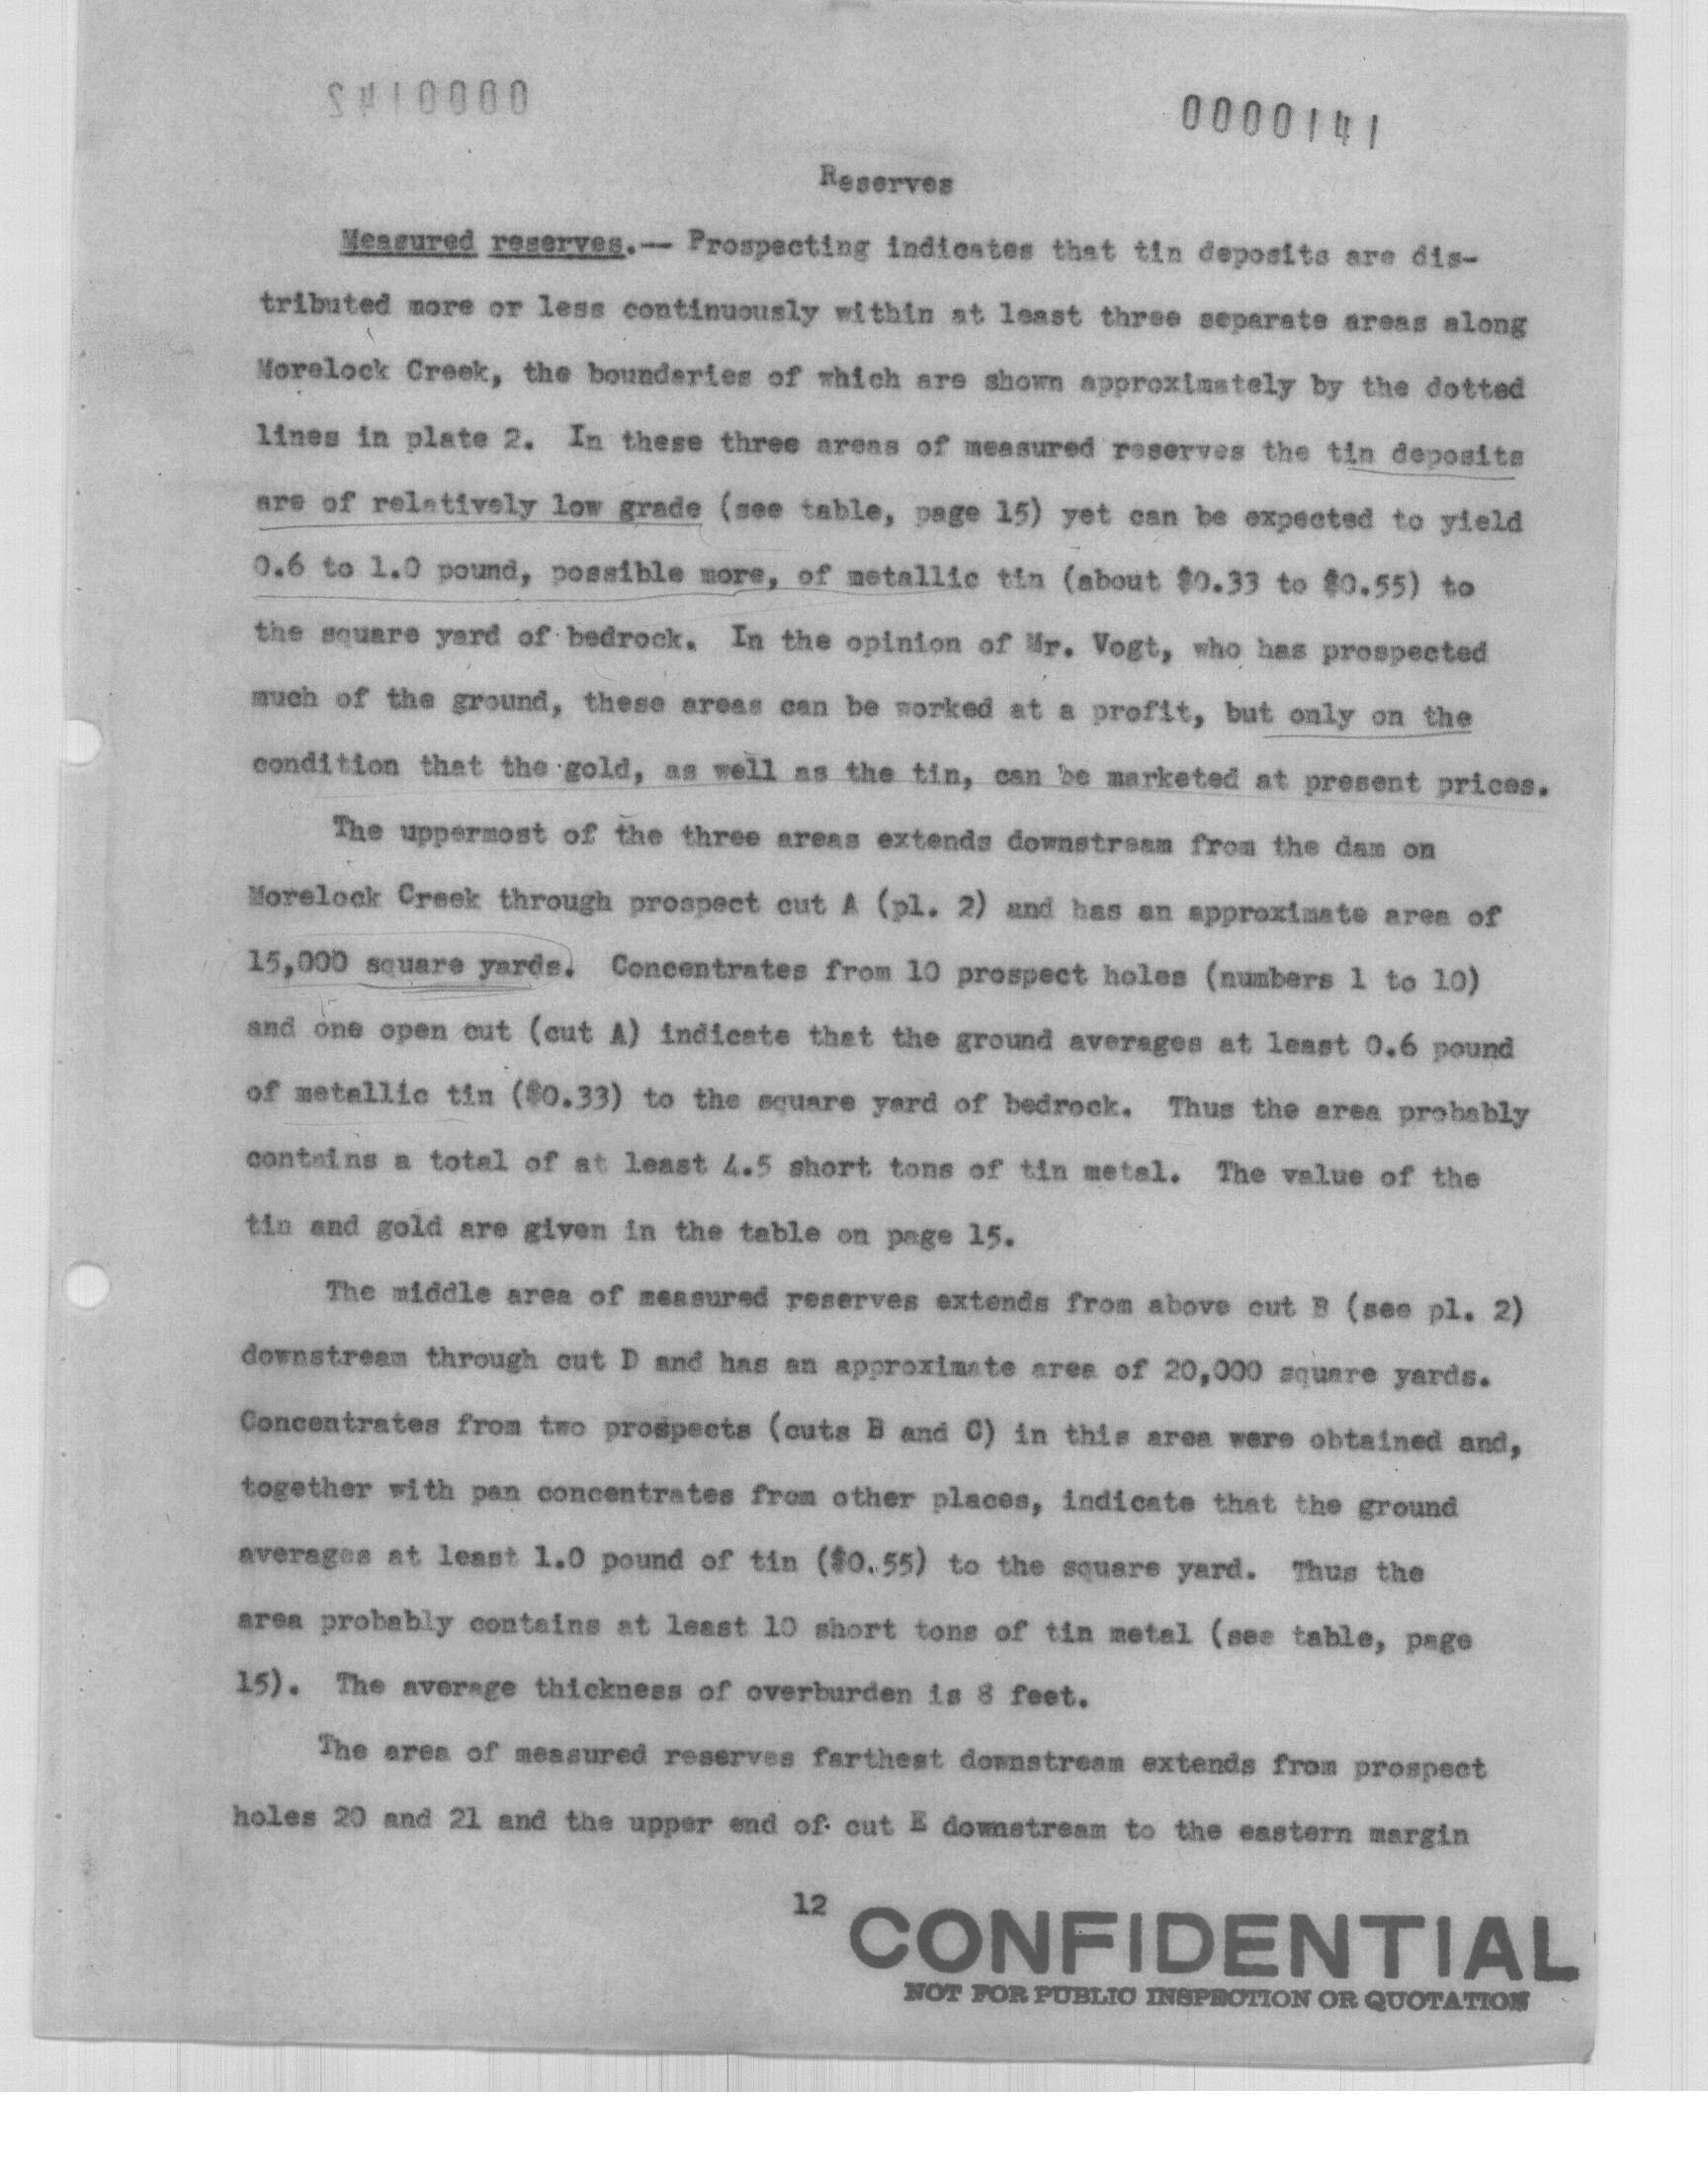 0000142
0000141
Reserves
Measured reserves.-- Prospecting indicates that tin deposits are dis-
tributed more or less continuously within at least three separate areas along
Morelock Creek, the boundaries of which are shown approximately by the dotted
lines in plate 2. In these three areas of measured reserves the tin deposits
are of relatively low grade (see table, page 15) yet can be expected to yield
0.6 to 1.0 pound, possible more, of metallic tin (about $0.33 to $0.55) to
the square yard of bedrock. In the opinion of Mr. Vogt, who has prospected
much of the ground, these areas can be worked at a profit, but only on the
condition that the gold, as well as the tin, can be marketed at present prices.
The uppermost of the three areas extends downstream from the dam on
Morelock Creek through prospect cut A (pl. 2) and has an approximate area of
15,000 square yards. Concentrates from 10 prospect holes (numbers 1 to 10)
and one open cut (cut A) indicate that the ground averages at least 0.6 pound
of metallic tin ($0.33) to the square yard of bedrock. Thus the area probably
contains a total of at least 4.5 short tons of tin metal. The value of the
tin and gold are given in the table on page 15.
The middle area of measured reserves extends from above cut B (see pl. 2)
downstream through cut D and has an approximate area of 20,000 square yards.
Concentrates from two prospects (cuts B and C) in this area were obtained and,
together with pan concentrates from other places, indicate that the ground
averages at least 1.0 pound of tin ($0.55) to the square yard. Thus the
area probably contains at least 10 short tons of tin metal (see table, page
15). The average thickness of overburden is 8 feet.
The area of measured reserves farthest downstream extends from prospect
holes 20 and 21 and the upper end of cut E downstream to the eastern margin
12
CONFIDENTIAL
NOT FOR PUBLIC INSPECTION OR QUOTATION